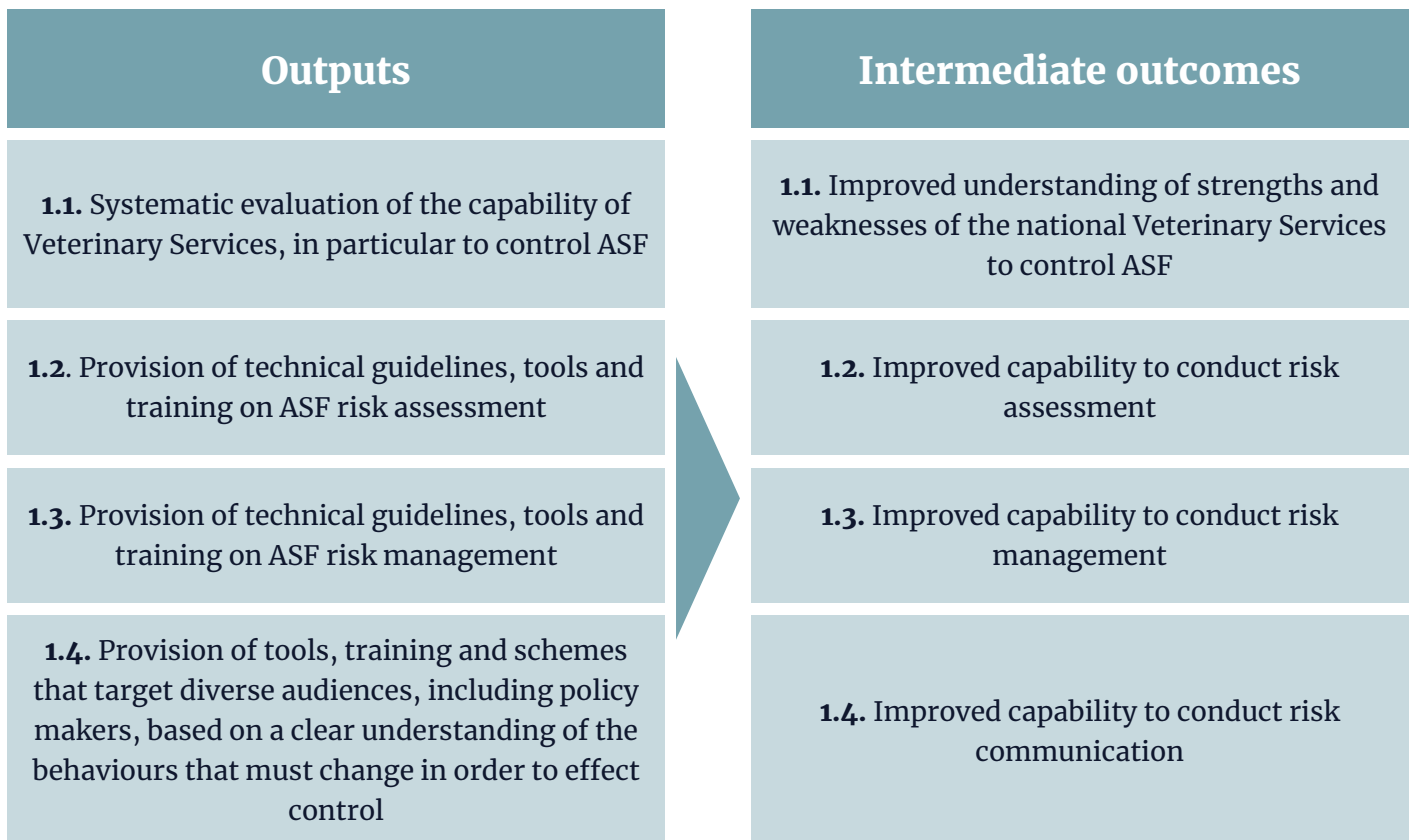 Outputs
1.1. Systematic evaluation of the capability of
Veterinary Services, in particular to control ASF
1.2. Provision of technical guidelines, tools and
training on ASF risk assessment
1.3. Provision of technical guidelines, tools and
training on ASF risk management
1.4. Provision of tools, training and schemes
that target diverse audiences, including policy
makers, based on a clear understanding of the
behaviours that must change in order to effect
control
Intermediate outcomes
1.1. Improved understanding of strengths and
weaknesses of the national Veterinary Services
to control ASF
1.2. Improved capability to conduct risk
assessment
1.3. Improved capability to conduct risk
management
1.4. Improved capability to conduct risk
communication